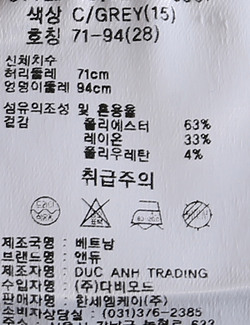 색상 C/GREY(15)
호칭 71-94(28)
신체치수
허리둘레 71cm
엉덩이둘레 94cm
섬유의조성 및 혼용율
겉감
폴리에스터 63%
레이온 33%
폴리우레탄 4%
취급주의
제조국명 : 베트남
브랜드명 : 앤듀
제조자명 : DUC ANH TRADING
수입자명 : (주)다비모드
판매자명 : 한세엠케이(주)
소비자상담실 : (031)376-2385
주소 :